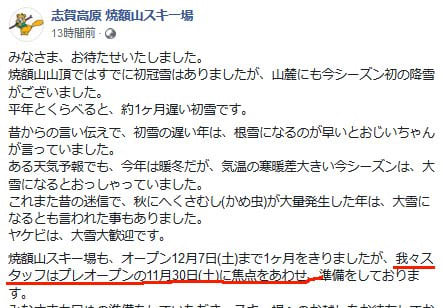 志賀高原 焼額山スキー場
13時間前
みなさま、お待たせいたしました。
焼額山山頂ではすでに初冠雪はありましたが、山麓にも今シーズン初の降雪
がございました。
平年とくらべると、約1ヶ月遅い初雪です。
昔からの言い伝えで、初雪の遅い年は、根雪になるのが早いとおじいちゃん
が言っていました。
ある天気予報でも、今年は暖冬だが、気温の寒暖差大きい今シーズンは、大
雪になるとおっしゃっていました。
これまた昔の迷信で、秋にへくさむし(かめ虫)が大量発生した年は、大雪に
なるとも言われた事もありました。
ヤケビは、大雪大歓迎です。
焼額山スキー場も、オープン12月7日(土)まで1ヶ月をきりましたが、我々ス
タッフはプレオープンの11月30日(土)に焦点をあわせ、準備をしておりま
す。